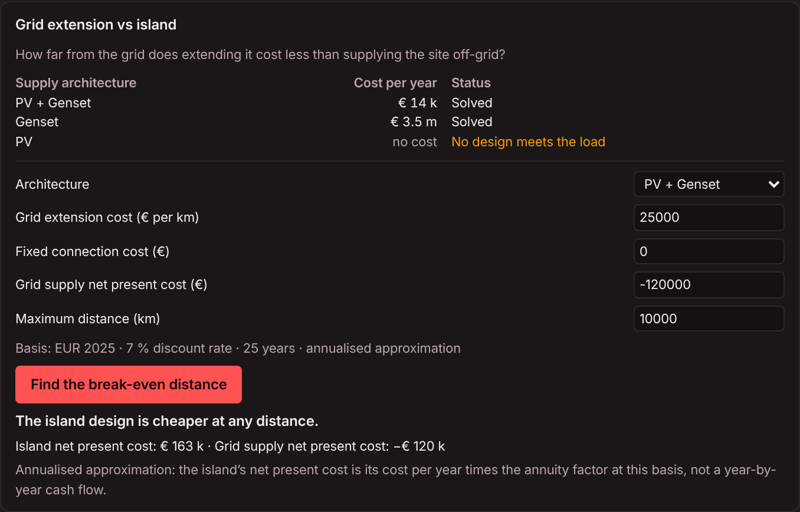 Grid extension vs island
How far from the grid does extending it cost less than supplying the site off-grid?
Supply architecture Cost per year Status
PV + Genset € 14 k Solved
Genset € 3.5 m Solved
PV no cost No design meets the load
Architecture PV + Genset
Grid extension cost (€ per km) 25000
Fixed connection cost (€) 0
Grid supply net present cost (€) -120000
Maximum distance (km) 10000
Basis: EUR 2025 · 7 % discount rate · 25 years · annualised approximation
Find the break-even distance
The island design is cheaper at any distance.
Island net present cost: € 163 k · Grid supply net present cost: −€ 120 k
Annualised approximation: the island’s net present cost is its cost per year times the annuity factor at this basis, not a year-by-
year cash flow.